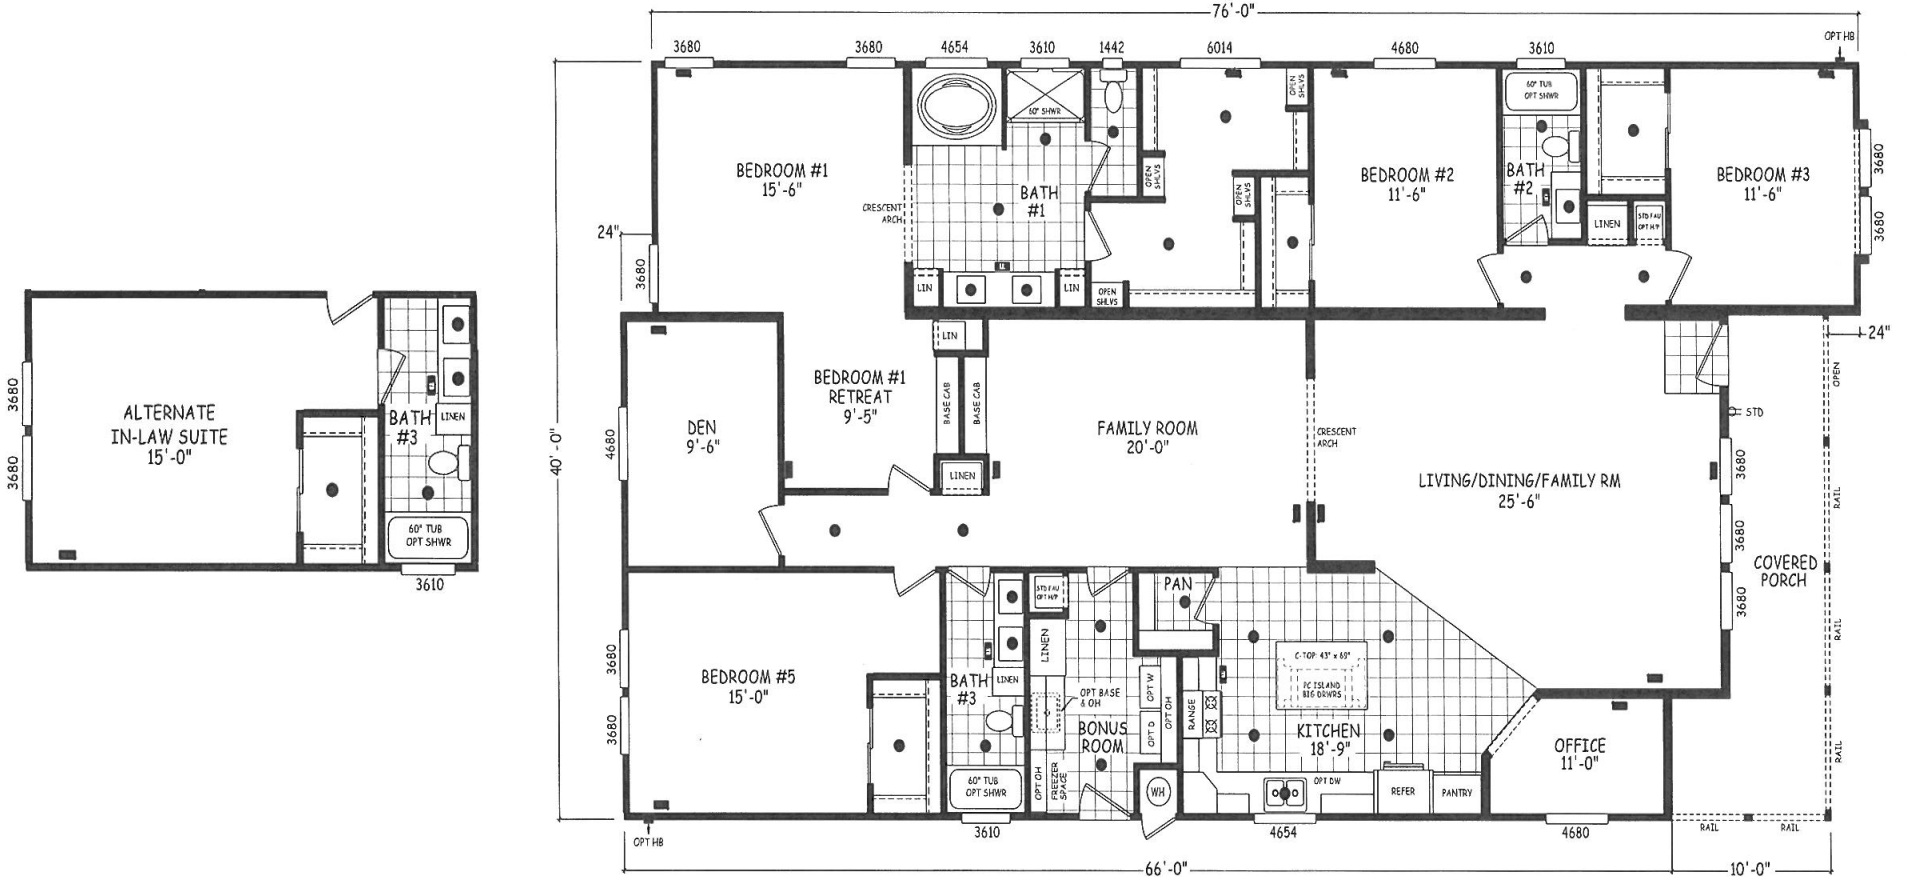 76'-0"
3680
3680
4654
3610
1442
6014
4680
3610
OPT HB
60" SHWR
OPEN
SHLVS
60" TUB
OPT SHWR
BEDROOM #1
15'-6"
BATH
#1
OPEN
SHLVS
OPEN
SHLVS
BEDROOM #2
11'-6"
BATH
#2
BEDROOM #3
11'-6"
3680
3680
CRESCENT
ARCH
LINEN
STD FAU
OPT H/P
24"
3680
LIN
LIN
OPEN
SHLVS
24"
LIN
BEDROOM #1
RETREAT
9'-5"
BASE CAB
BASE CAB
LINEN
DEN
9'-6"
4680
40'-0"
FAMILY ROOM
20'-0"
CRESCENT
ARCH
LIVING/DINING/FAMILY RM
25'-6"
STD
OPEN
3680
3680
3680
RAIL
RAIL
RAIL
COVERED
PORCH
ALTERNATE
IN-LAW SUITE
15'-0"
3680
3680
BATH
#3
LINEN
60" TUB
OPT SHWR
3610
BEDROOM #5
15'-0"
3680
3680
BATH
#3
LINEN
60" TUB
OPT SHWR
STD FAU
OPT H/P
LINEN
OPT BASE
& OH
BONUS
ROOM
OPT OH
FREEZER
SPACE
OPT W
OPT D
OPT OH
WH
PAN
RANGE
C-TOP: 43" x 69"
PC ISLAND
BIG DRWRS
KITCHEN
18'-9"
OPT DW
REFER
PANTRY
OFFICE
11'-0"
OPT HB
3610
4654
4680
RAIL
RAIL
66'-0"
10'-0"